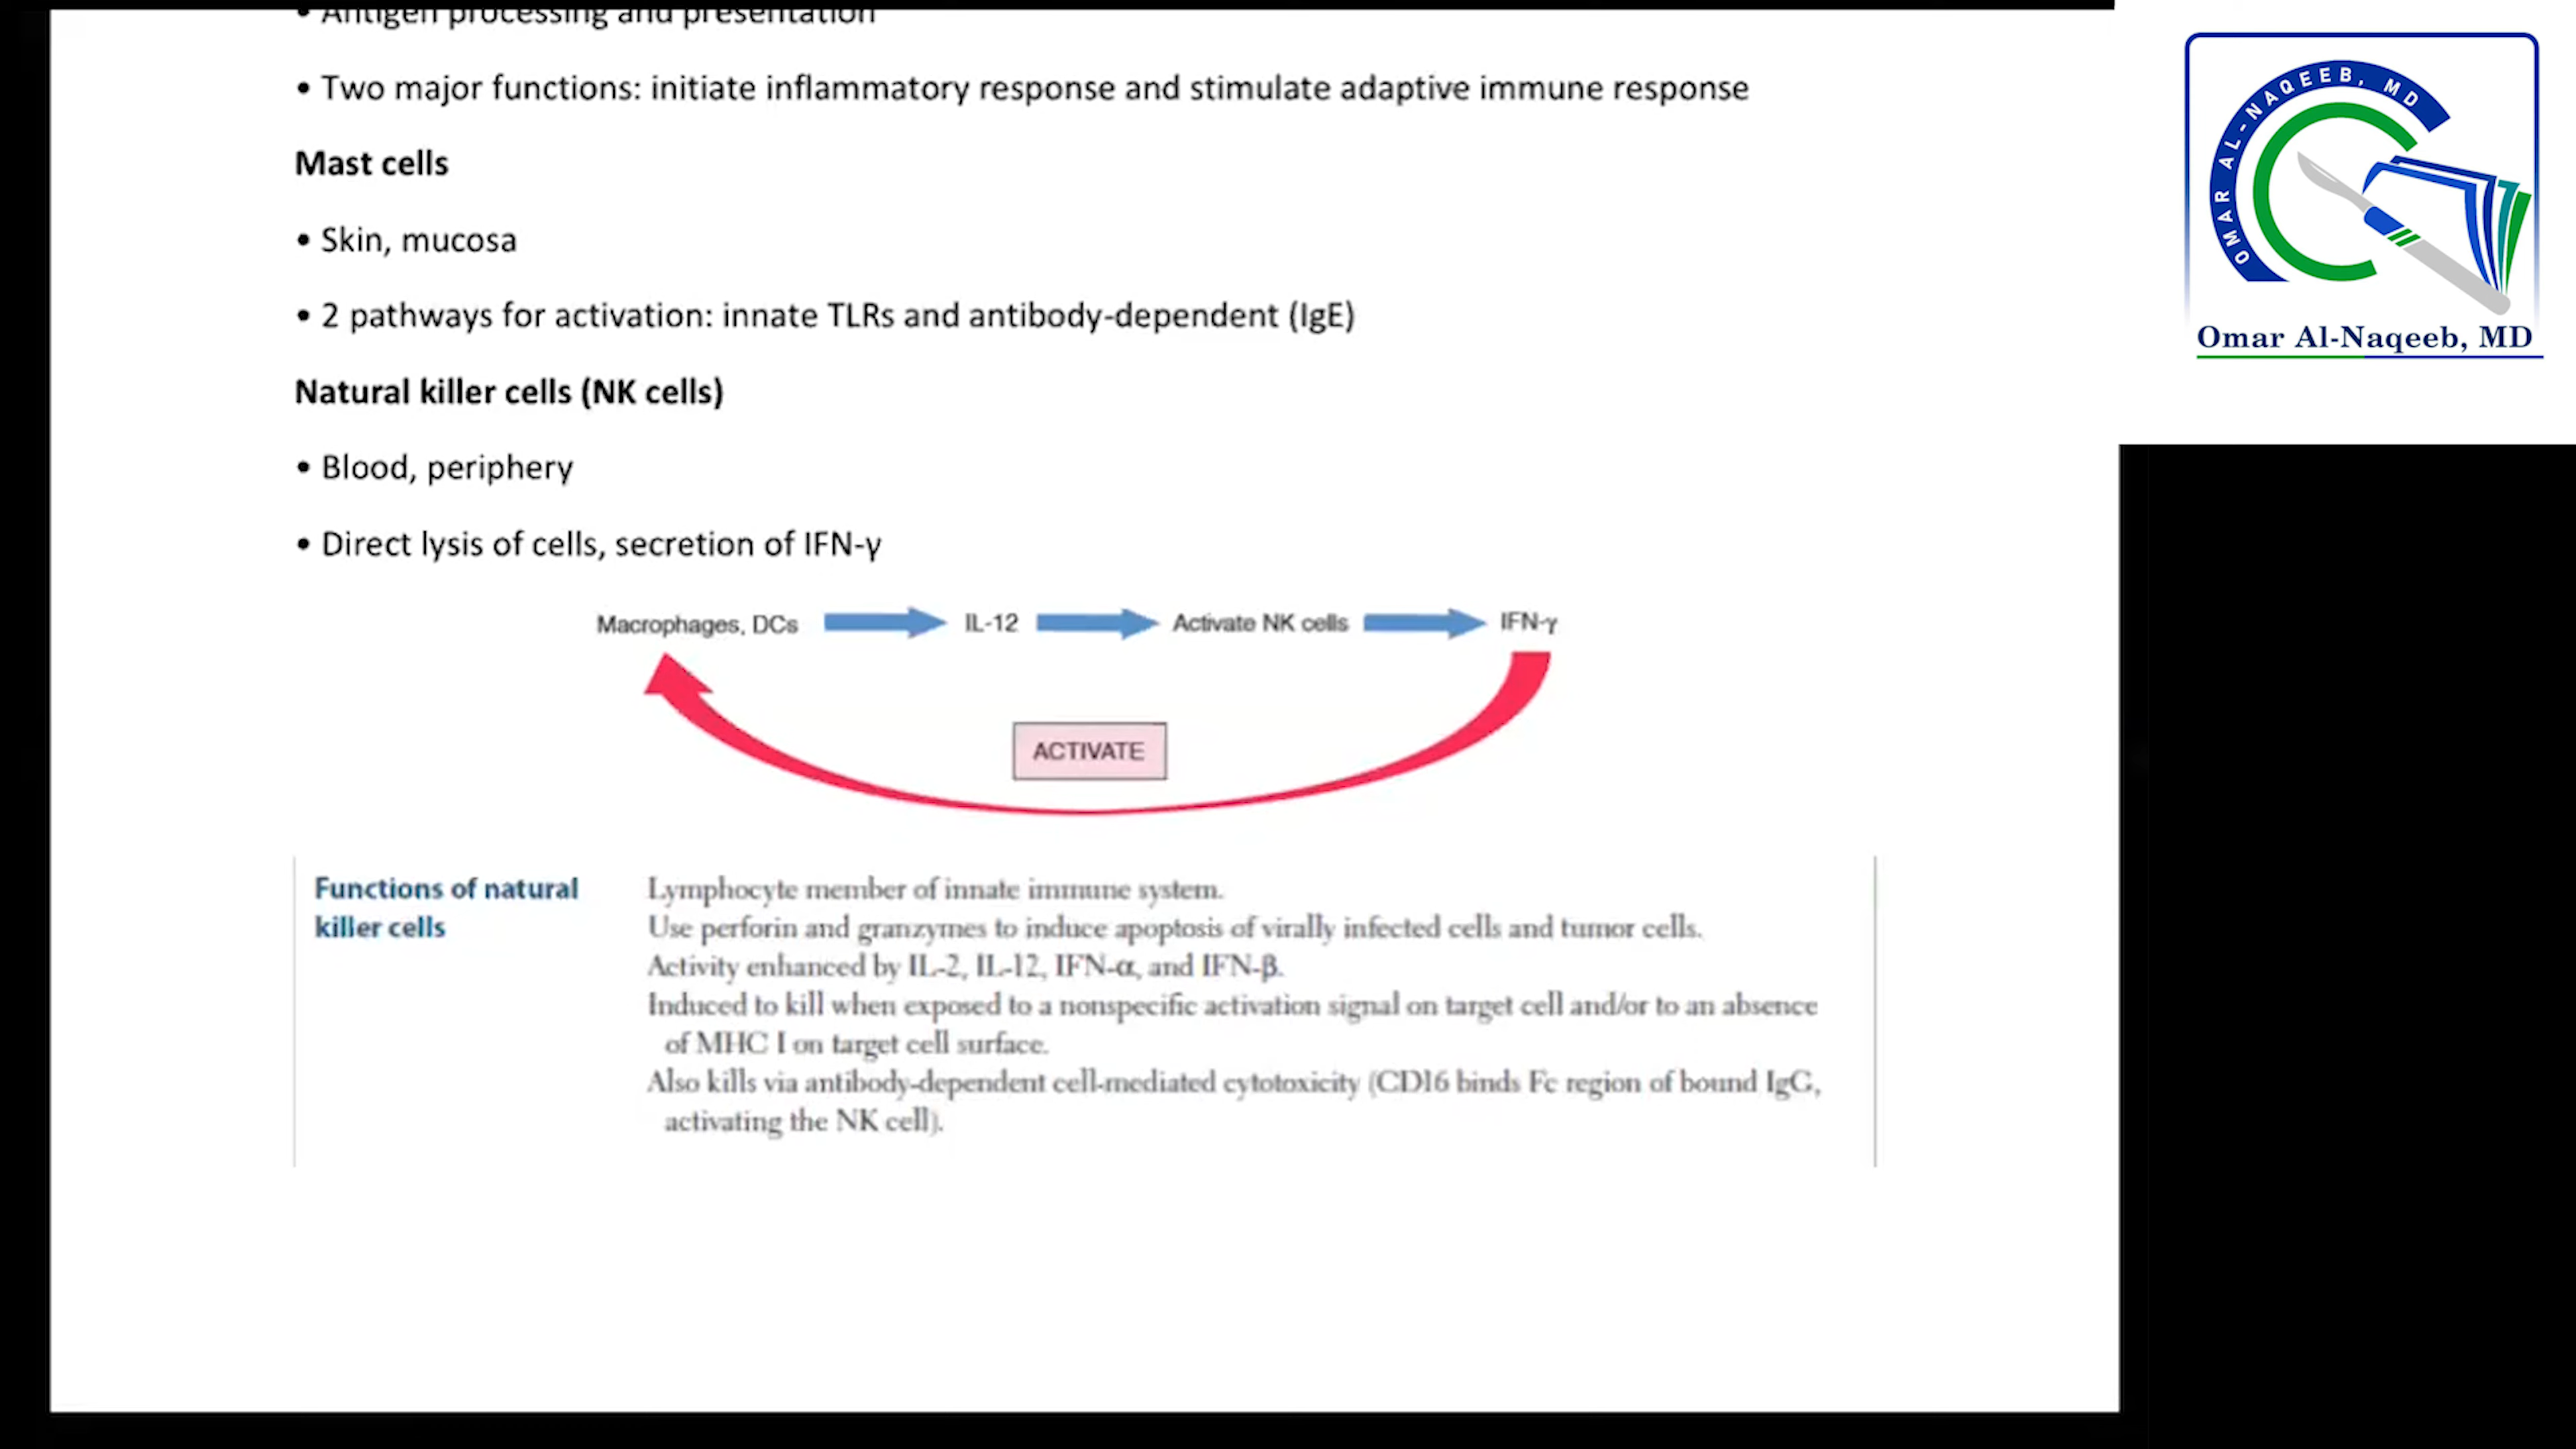 • Antigen processing and presentation
• Two major functions: initiate inflammatory response and stimulate adaptive immune response
Mast cells
• Skin, mucosa
• 2 pathways for activation: innate TLRs and antibody-dependent (IgE)
Natural killer cells (NK cells)
• Blood, periphery
• Direct lysis of cells, secretion of IFN-γ
Macrophages, DCs IL-12 Activate NK cells IFN-γ
ACTIVATE
Functions of natural
killer cells
Lymphocyte member of innate immune system.
Use perforin and granzymes to induce apoptosis of virally infected cells and tumor cells.
Activity enhanced by IL-2, IL-12, IFN-α, and IFN-β.
Induced to kill when exposed to a nonspecific activation signal on target cell and/or to an absence
of MHC I on target cell surface.
Also kills via antibody-dependent cell-mediated cytotoxicity (CD16 binds Fc region of bound IgG,
activating the NK cell).
OMAR AL-NAQEEB, MD
Omar Al-Naqeeb, MD